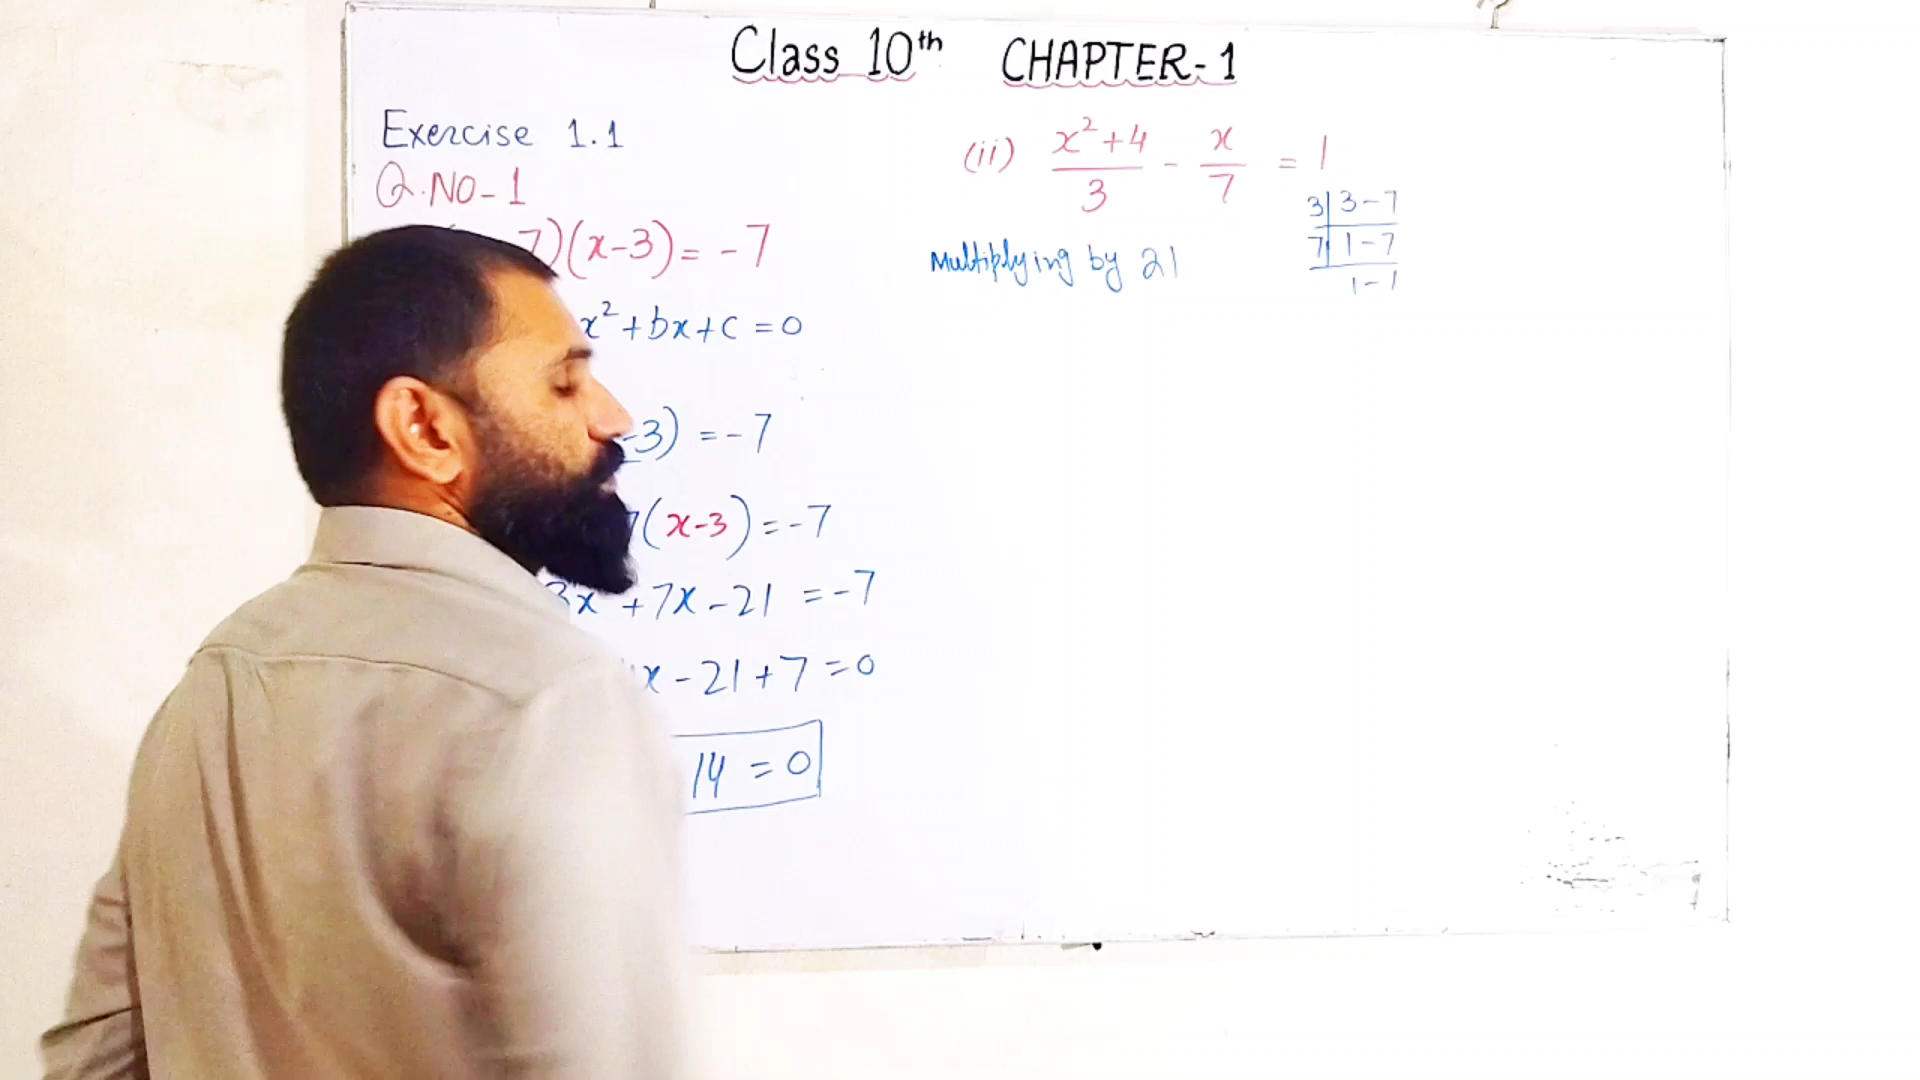 Class 10th CHAPTER-1
Exercise 1.1
Q.NO-1
7)(x-3) = -7
x²+bx+c=0
-3) =-7
(x-3)=-7
3x +7x-21 =-7
x-21+7=0
14 =0
(ii) x²+4/3 - x/7 = 1
3| 3-7
7| 1-7
1-1
Multiplying by 21